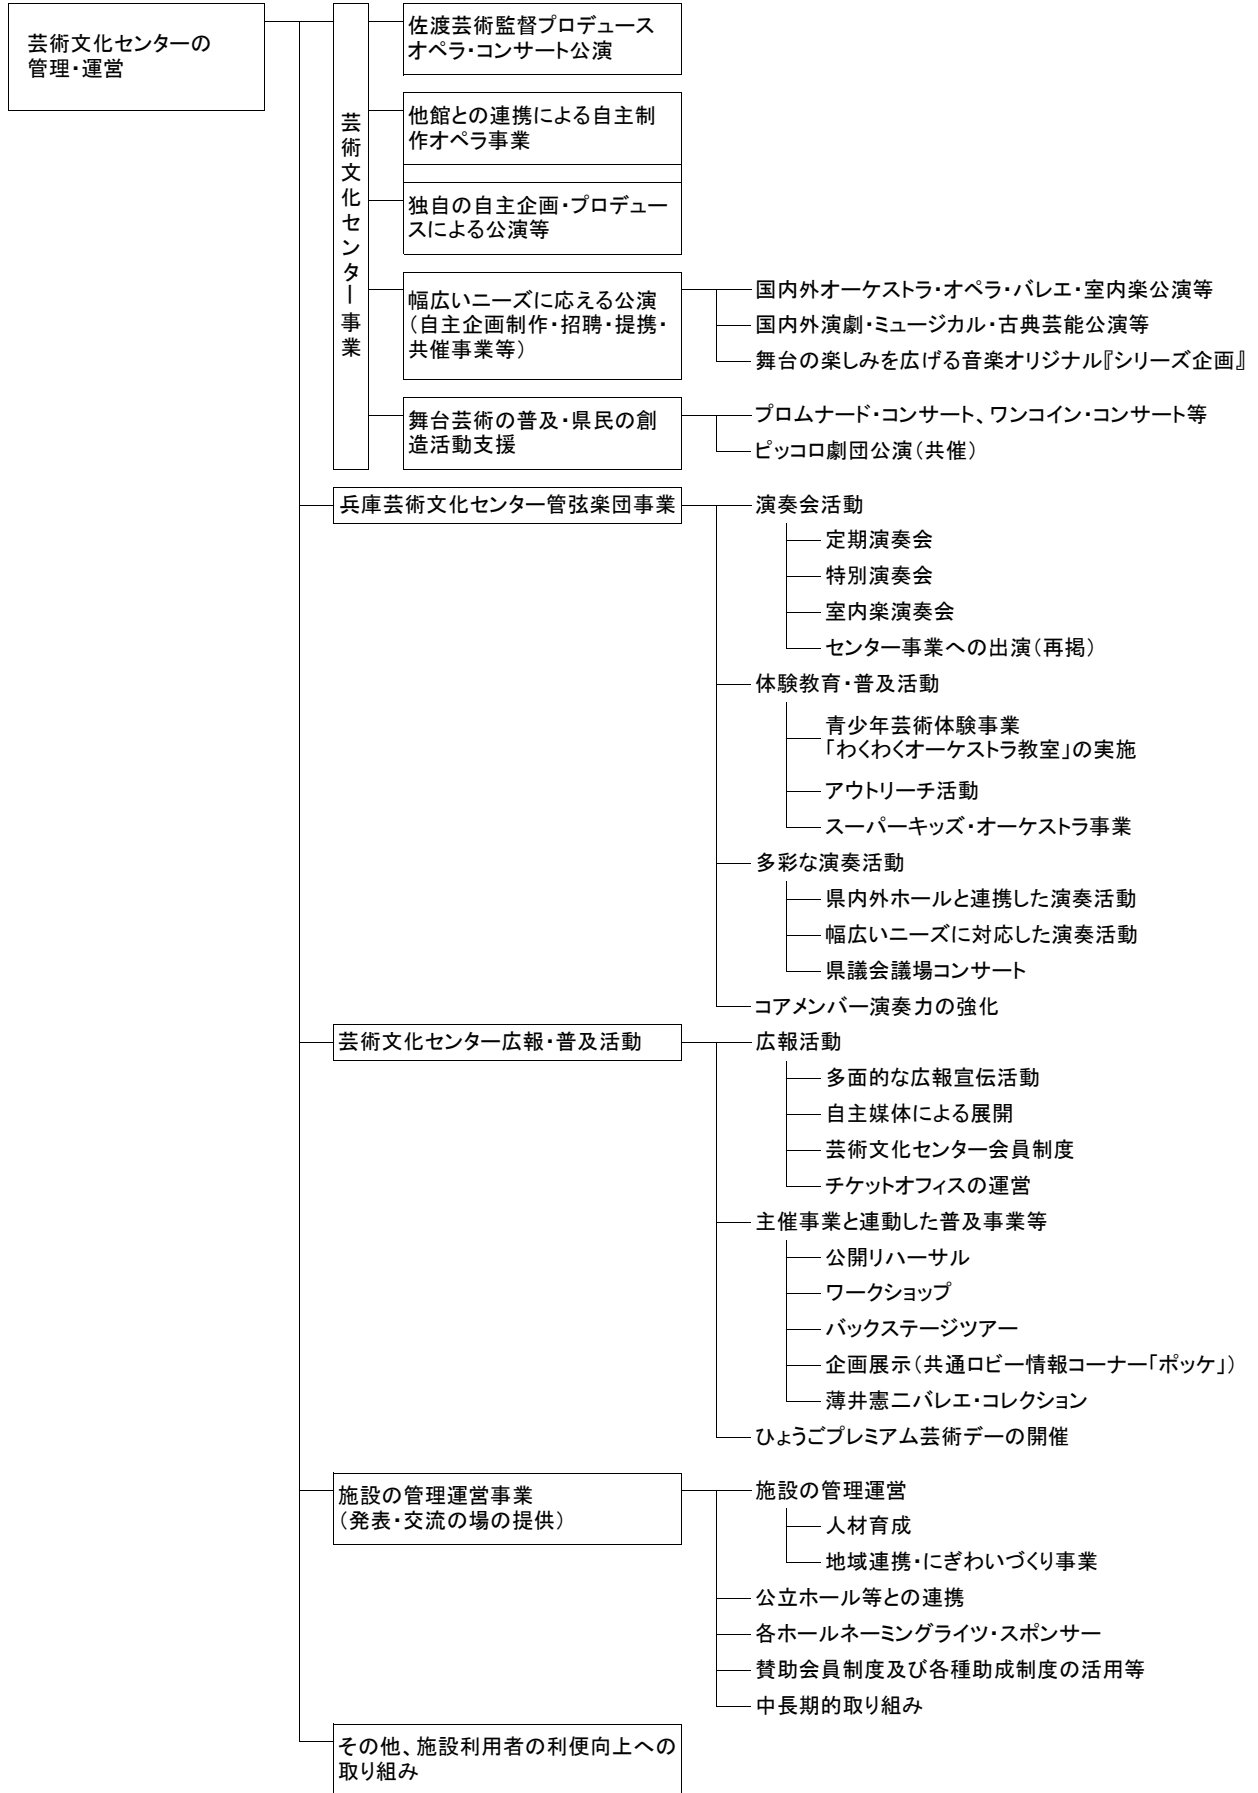 芸術文化センターの
管理・運営
芸術文化センター事業
佐渡芸術監督プロデュース
オペラ・コンサート公演
他館との連携による自主制
作オペラ事業
独自の自主企画・プロデュー
スによる公演等
幅広いニーズに応える公演
（自主企画制作・招聘・提携・
共催事業等）
国内外オーケストラ・オペラ・バレエ・室内楽公演等
国内外演劇・ミュージカル・古典芸能公演等
舞台の楽しみを広げる音楽オリジナル『シリーズ企画』
舞台芸術の普及・県民の創
造活動支援
プロムナード・コンサート、ワンコイン・コンサート等
ピッコロ劇団公演（共催）
兵庫芸術文化センター管弦楽団事業
演奏会活動
定期演奏会
特別演奏会
室内楽演奏会
センター事業への出演（再掲）
体験教育・普及活動
青少年芸術体験事業
「わくわくオーケストラ教室」の実施
アウトリーチ活動
スーパーキッズ・オーケストラ事業
多彩な演奏活動
県内外ホールと連携した演奏活動
幅広いニーズに対応した演奏活動
県議会議場コンサート
コアメンバー演奏力の強化
芸術文化センター広報・普及活動
広報活動
多面的な広報宣伝活動
自主媒体による展開
芸術文化センター会員制度
チケットオフィスの運営
主催事業と連動した普及事業等
公開リハーサル
ワークショップ
バックステージツアー
企画展示（共通ロビー情報コーナー「ポッケ」）
薄井憲二バレエ・コレクション
ひょうごプレミアム芸術デーの開催
施設の管理運営事業
（発表・交流の場の提供）
施設の管理運営
人材育成
地域連携・にぎわいづくり事業
公立ホール等との連携
各ホールネーミングライツ・スポンサー
賛助会員制度及び各種助成制度の活用等
中長期的取り組み
その他、施設利用者の利便向上への
取り組み